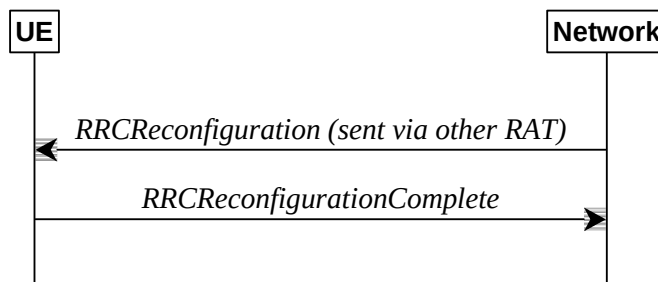 UE
Network
RRCReconfiguration (sent via other RAT)
RRCReconfigurationComplete